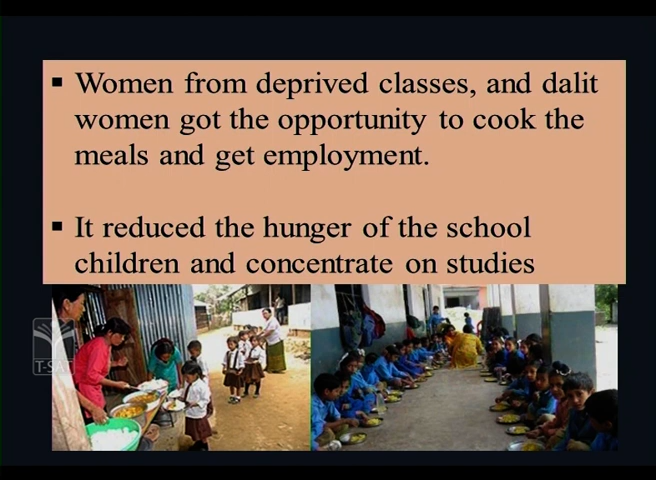 ▪ Women from deprived classes, and dalit
women got the opportunity to cook the
meals and get employment.
▪ It reduced the hunger of the school
children and concentrate on studies
T-SAT